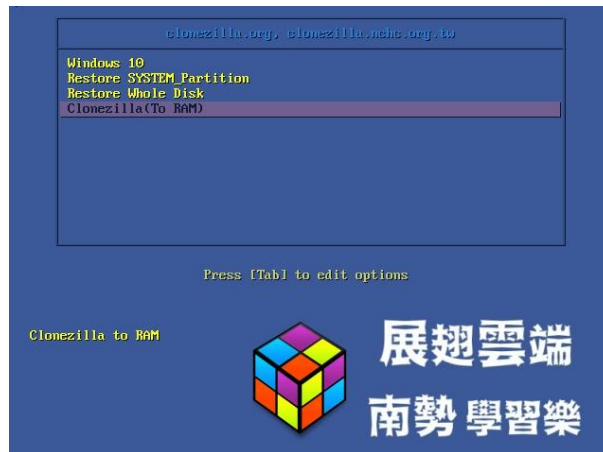 clonezilla.org, clonezilla.nchc.org.tw
Windows 10
Restore SYSTEM_Partition
Restore Whole Disk
Clonezilla(To RAM)
Press [Tab] to edit options
Clonezilla to RAM
展翅雲端
南勢 學習樂